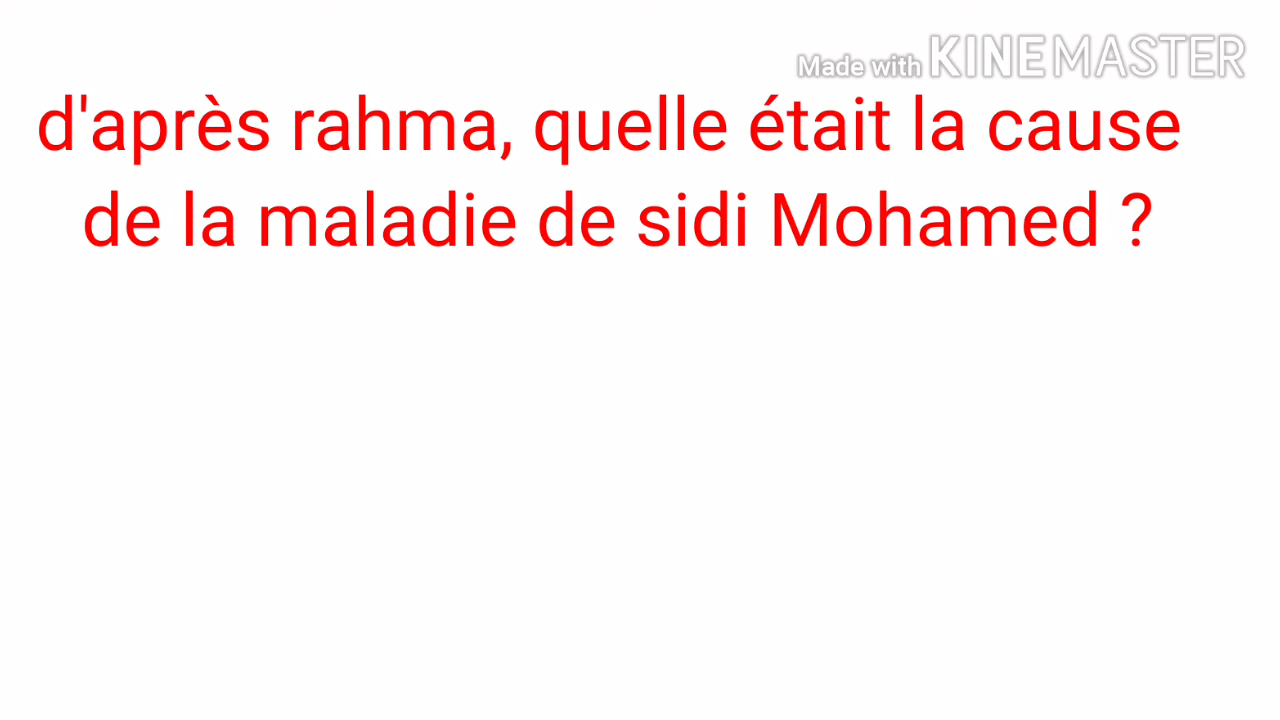 Made with KINEMASTER
d'après rahma, quelle était la cause
de la maladie de sidi Mohamed ?